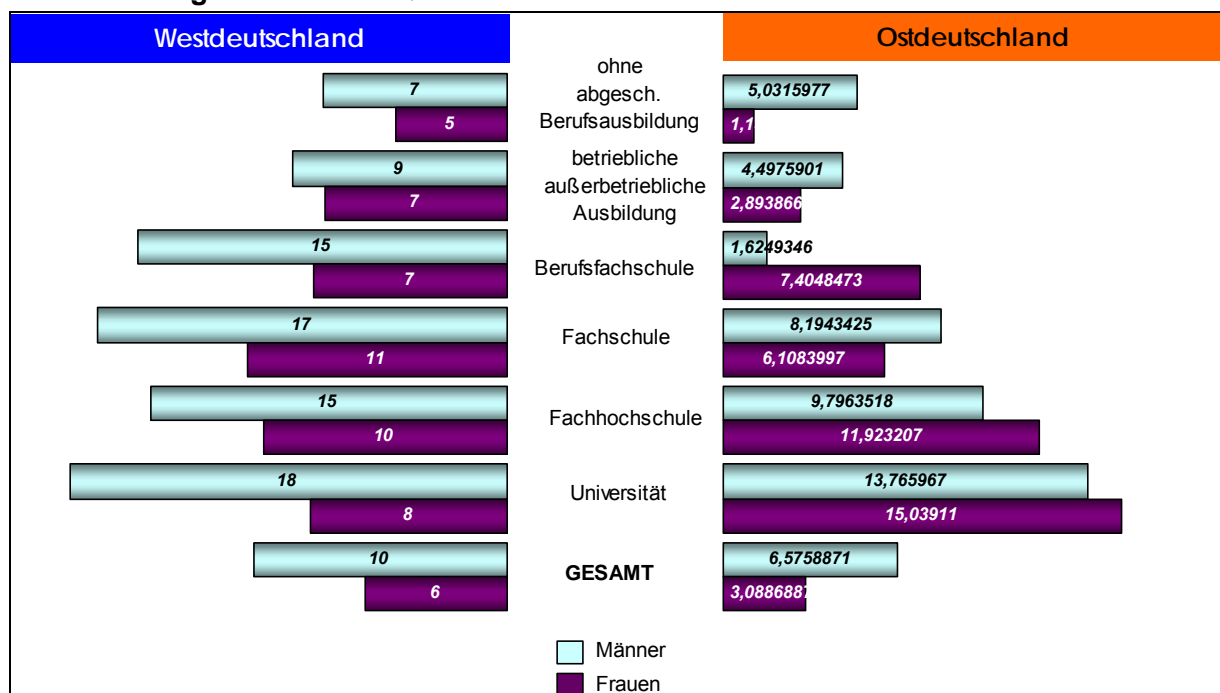 Westdeutschland
Ostdeutschland
ohne
abgesch.
Berufsausbildung
7
5
5,0315977
1,1
betriebliche
außerbetriebliche
Ausbildung
9
7
4,4975901
2,893866
Berufsfachschule
15
7
1,6249346
7,4048473
Fachschule
17
11
8,1943425
6,1083997
Fachhochschule
15
10
9,7963518
11,923207
Universität
18
8
13,765967
15,03911
GESAMT
10
6
6,5758871
3,0886887
Männer
Frauen